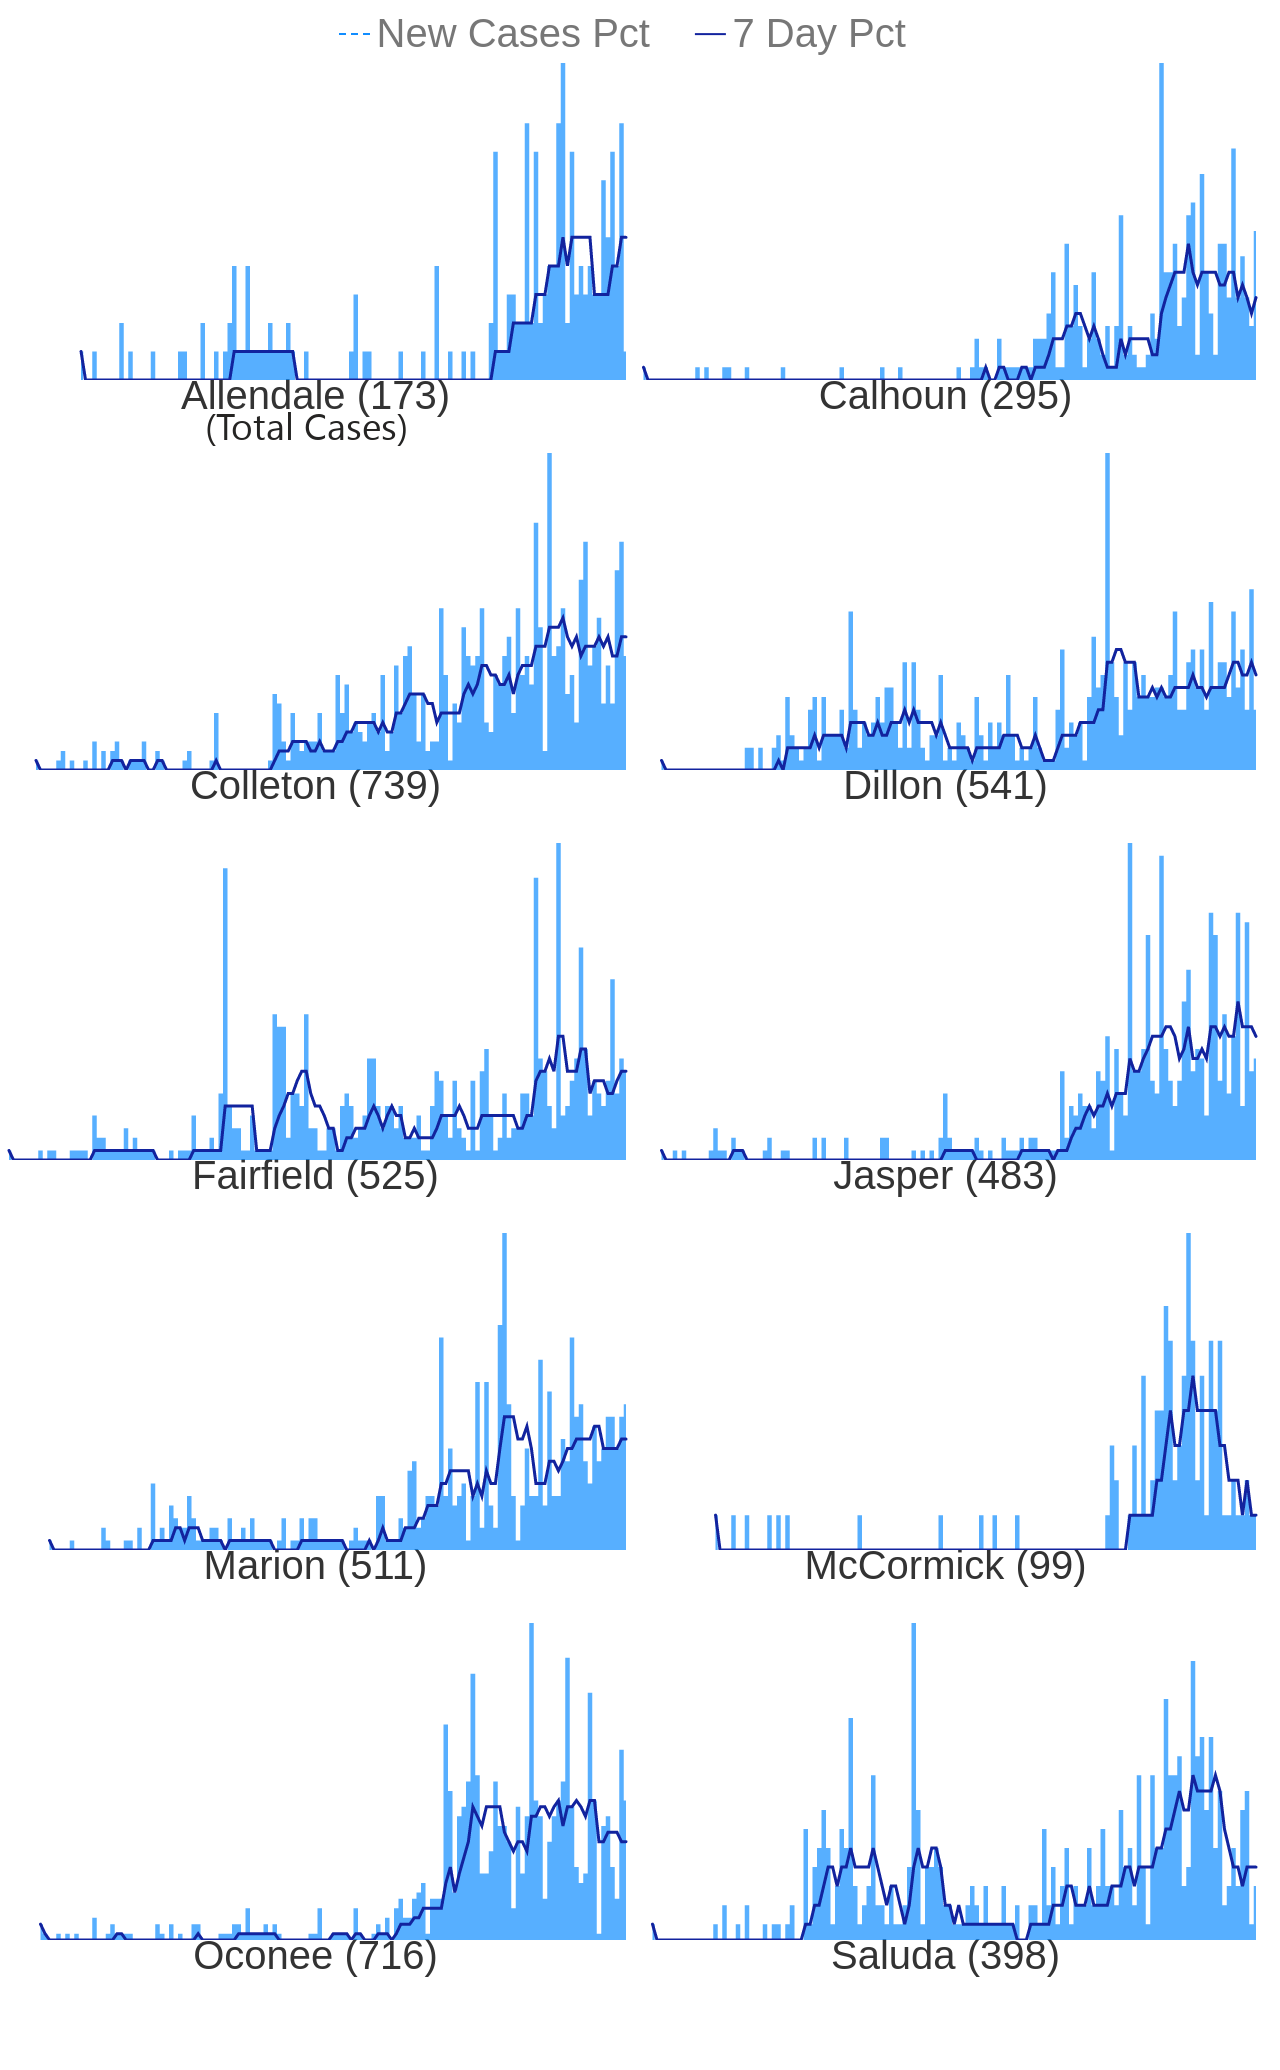 New Cases Pct 7 Day Pct
Allendale (173) Calhoun (295)
(Total Cases)
Colleton (739) Dillon (541)
Fairfield (525) Jasper (483)
Marion (511) McCormick (99)
Oconee (716) Saluda (398)